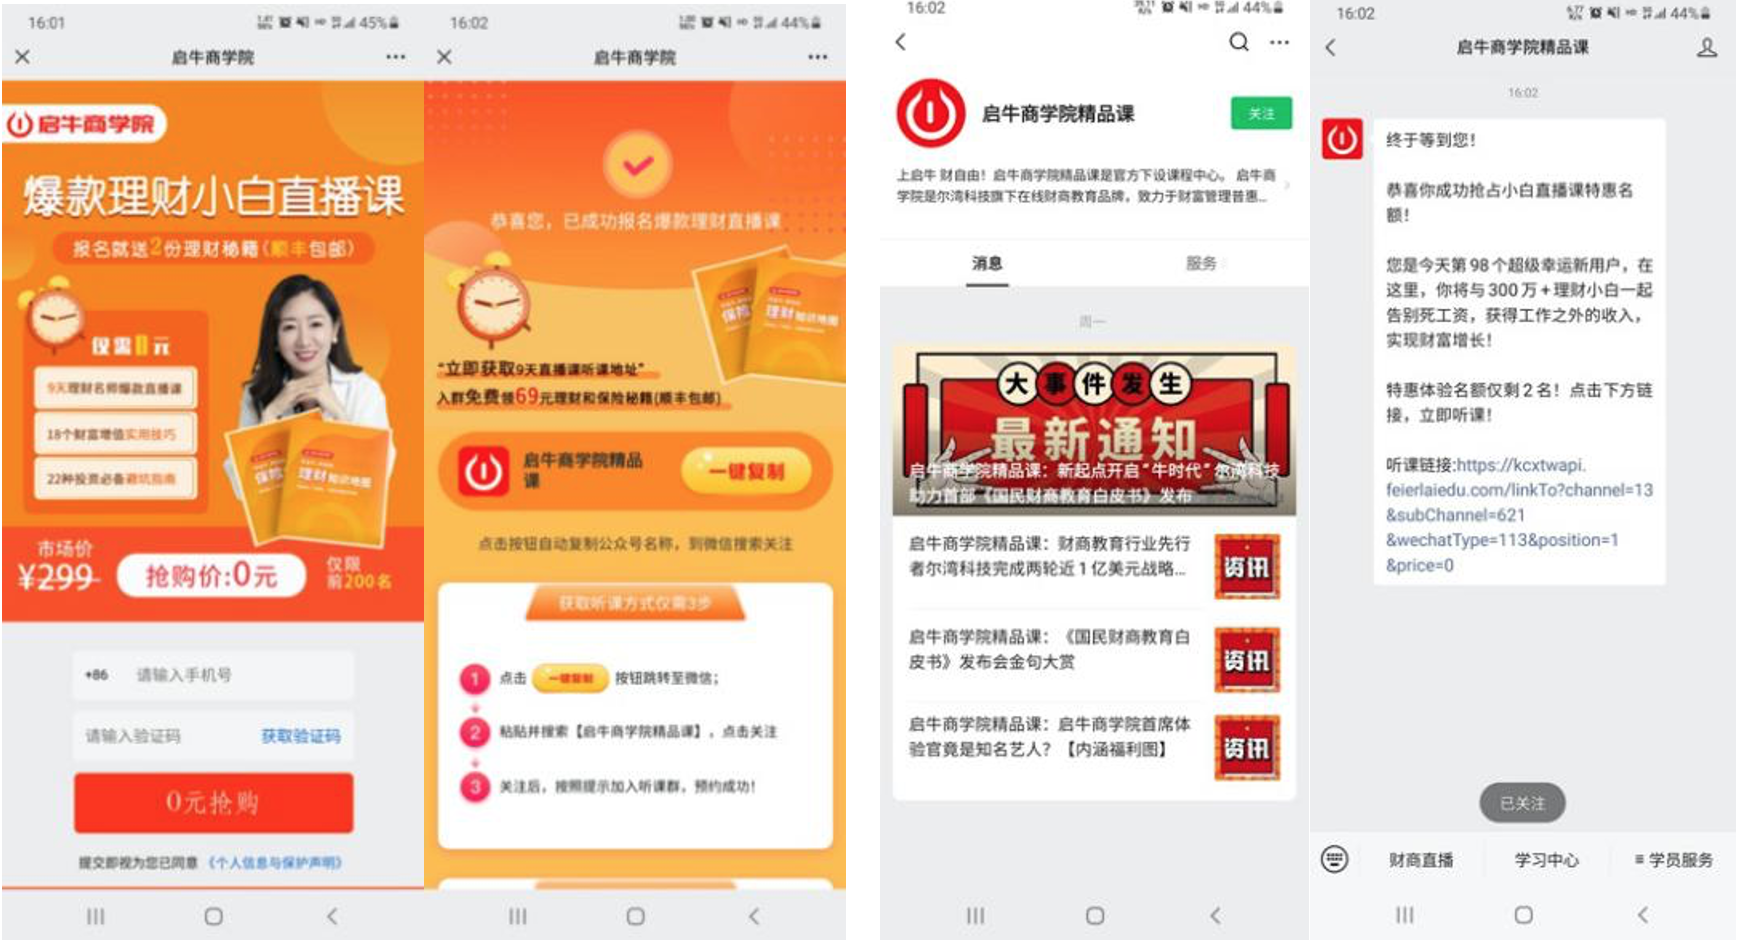 16:01
45%
启牛商学院
启牛商学院
爆款理财小白直播课
报名就送2份理财秘籍(顺丰包邮)
仅需0元
9天理财名师爆款直播课
18个财富增值实用技巧
22种投资必备避坑指南
保险
理财知识地图
市场价
¥299
抢购价:0元
仅限
前200名
+86 请输入手机号
请输入验证码 获取验证码
0元抢购
提交即视为您已同意《个人信息与保护声明》
16:02
44%
启牛商学院
恭喜您，已成功报名爆款理财直播课
保险
理财知识地图
“立即获取9天直播课听课地址”
入群免费领69元理财和保险秘籍(顺丰包邮)
启牛商学院精品
课
一键复制
点击按钮自动复制公众号名称，到微信搜索关注
获取听课方式仅需3步
1 点击 一键复制 按钮跳转至微信；
2 粘贴并搜索【启牛商学院精品课】，点击关注
3 关注后，按照提示加入听课群，预约成功！
16:02
44%
启牛商学院精品课
关注
上启牛 财自由！启牛商学院精品课是官方下设课程中心。启牛商
学院是尔湾科技旗下在线财商教育品牌，致力于财富管理普惠...
消息
服务
周一
大事件发生
最新通知
启牛商学院精品课：新起点开启“牛时代” 尔湾科技
助力首部《国民财商教育白皮书》发布
启牛商学院精品课：财商教育行业先行
者尔湾科技完成两轮近1亿美元战略...
资讯
启牛商学院精品课：《国民财商教育白
皮书》发布会金句大赏
资讯
启牛商学院精品课：启牛商学院首席体
验官竟是知名艺人？【内涵福利图】
资讯
16:02
44%
启牛商学院精品课
16:02
终于等到您！
恭喜你成功抢占小白直播课特惠名
额！
您是今天第98个超级幸运新用户，在
这里，你将与300万+理财小白一起
告别死工资，获得工作之外的收入，
实现财富增长！
特惠体验名额仅剩2名！点击下方链
接，立即听课！
听课链接:https://kcxtwapi.
feierlaiedu.com/linkTo?channel=13
&subChannel=621
&wechatType=113&position=1
&price=0
已关注
财商直播
学习中心
≡ 学员服务